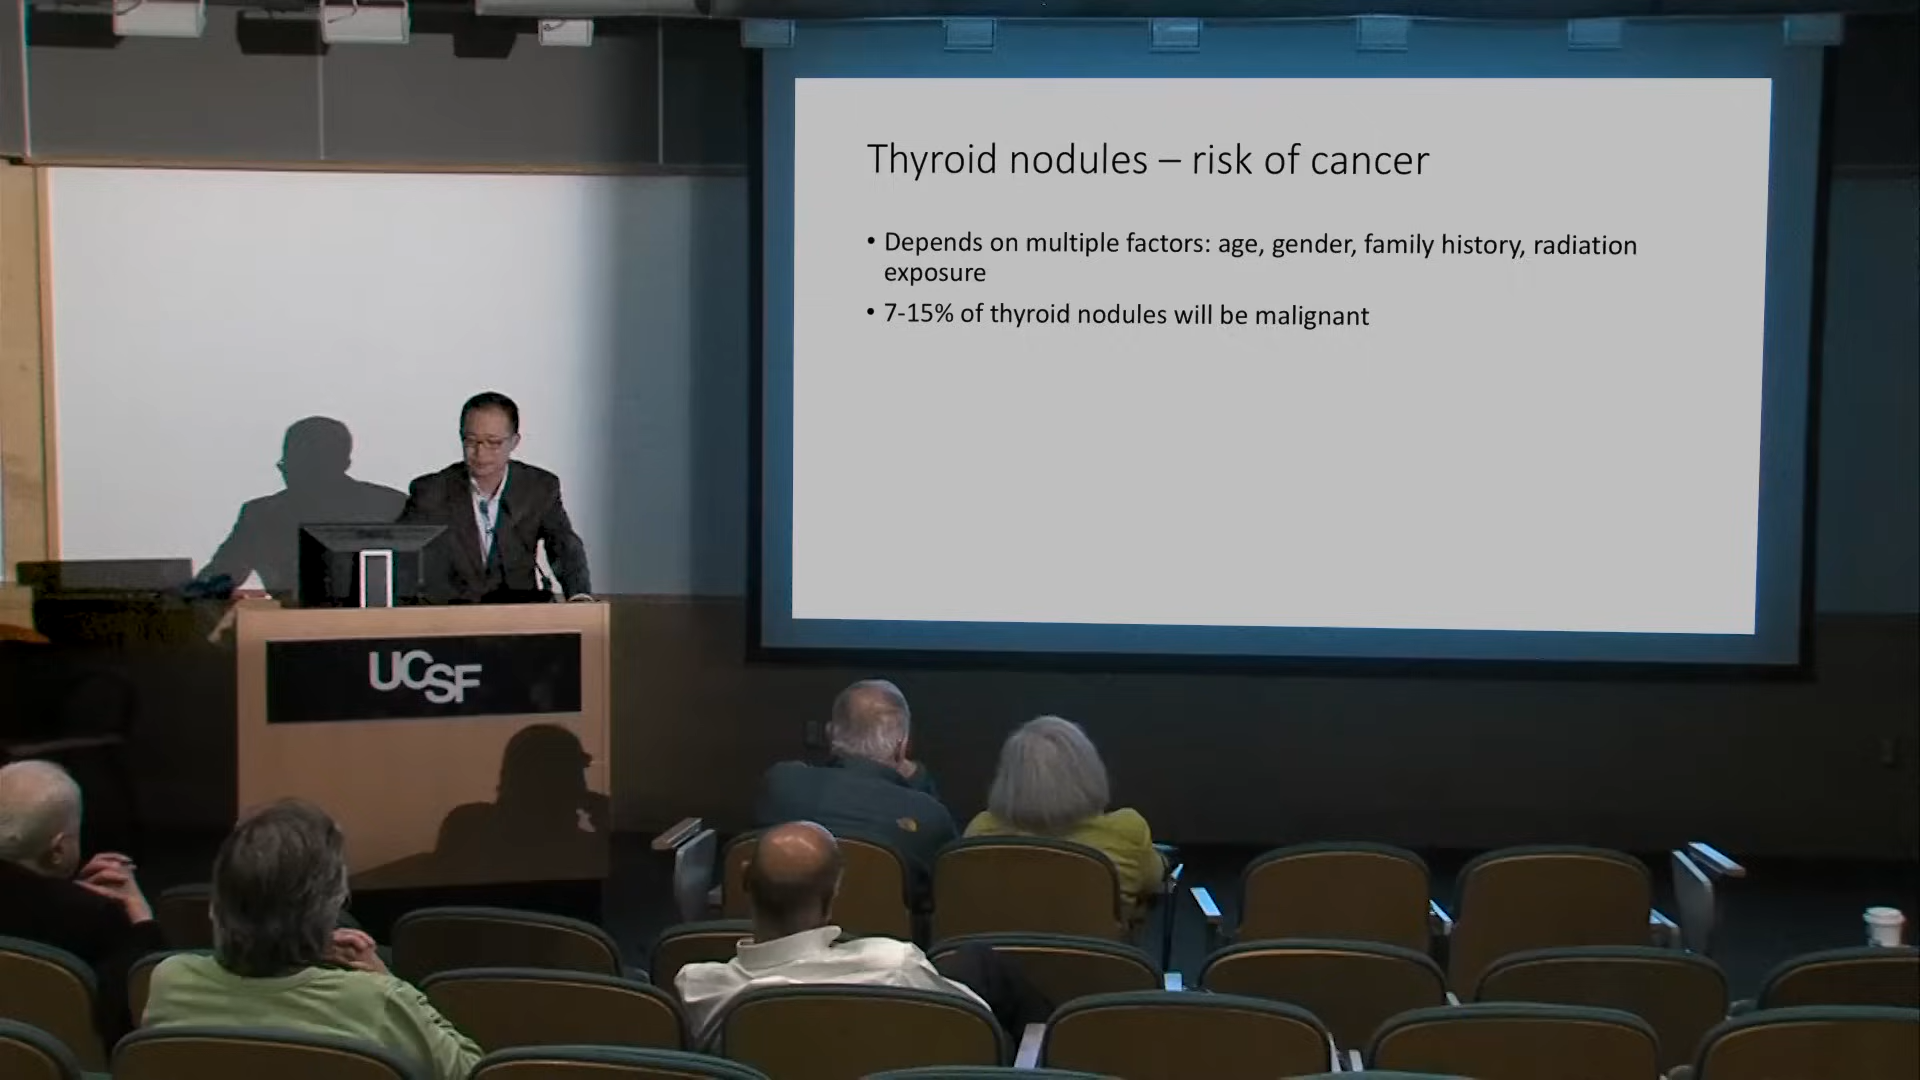 Thyroid nodules – risk of cancer
• Depends on multiple factors: age, gender, family history, radiation
exposure
• 7-15% of thyroid nodules will be malignant
UCSF